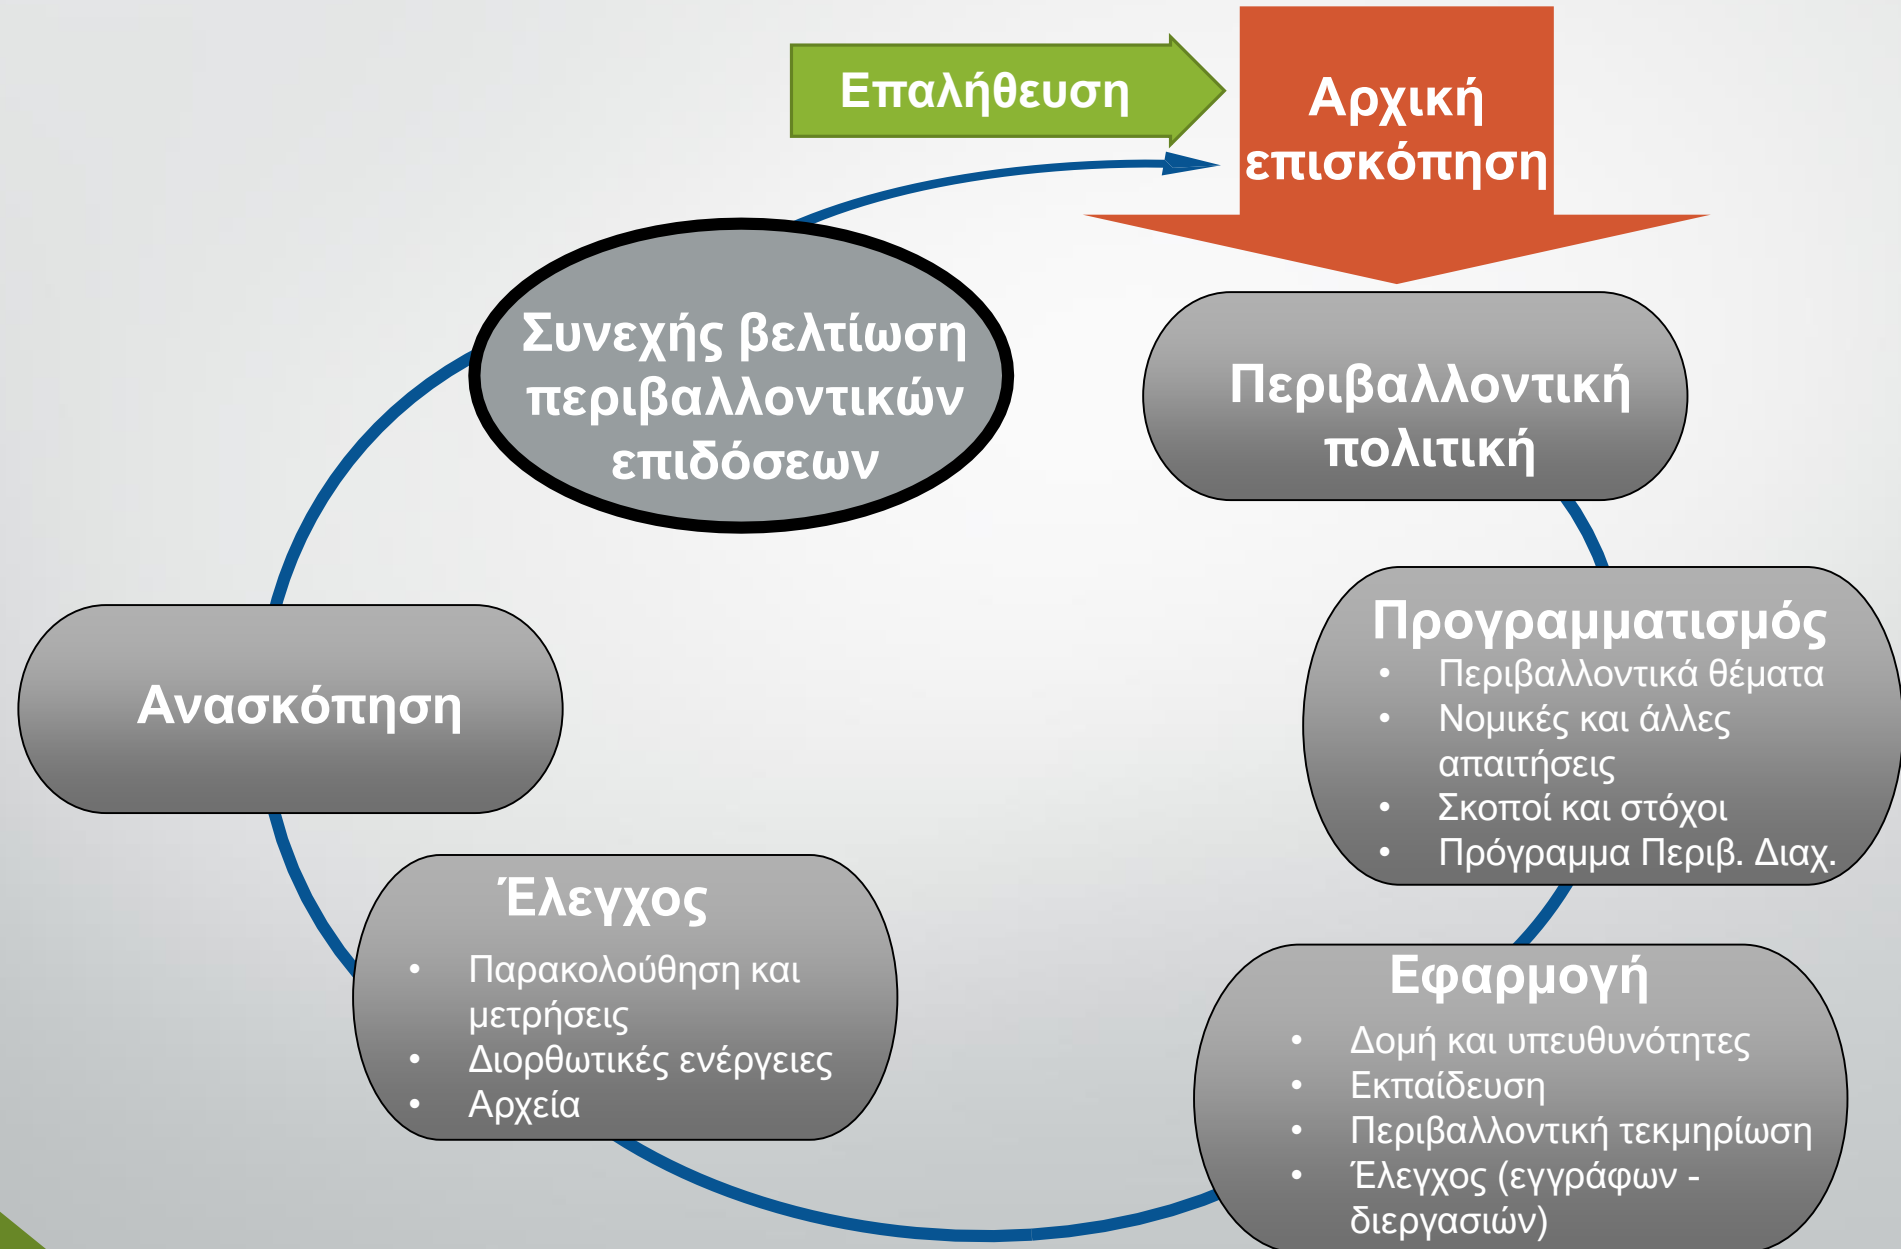 Επαλήθευση
Αρχική
επισκόπηση
Συνεχής βελτίωση
περιβαλλοντικών
επιδόσεων
Περιβαλλοντική
πολιτική
Προγραμματισμός
• Περιβαλλοντικά θέματα
• Νομικές και άλλες
απαιτήσεις
• Σκοποί και στόχοι
• Πρόγραμμα Περιβ. Διαχ.
Εφαρμογή
• Δομή και υπευθυνότητες
• Εκπαίδευση
• Περιβαλλοντική τεκμηρίωση
• Έλεγχος (εγγράφων -
διεργασιών)
Έλεγχος
• Παρακολούθηση και
μετρήσεις
• Διορθωτικές ενέργειες
• Αρχεία
Ανασκόπηση